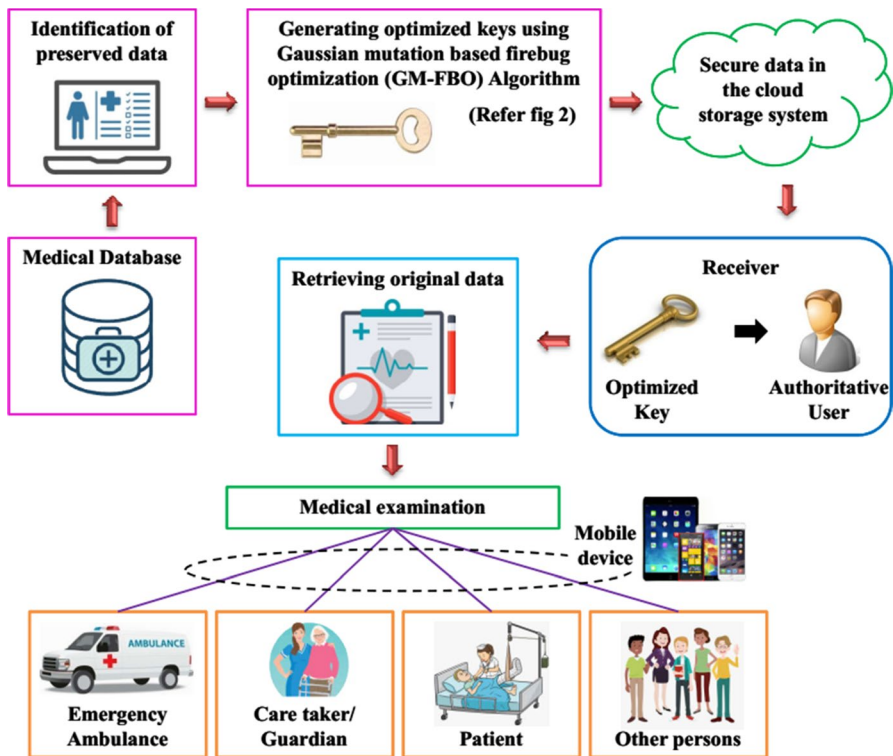 Identification of
preserved data
Generating optimized keys using
Gaussian mutation based firebug
optimization (GM-FBO) Algorithm
(Refer fig 2)
Secure data in
the cloud
storage system
Medical Database
Retrieving original data
Receiver
Optimized
Key
Authoritative
User
Medical examination
Mobile
device
AMBULANCE
AMBULANCE
Emergency
Ambulance
Care taker/
Guardian
Patient
Other persons